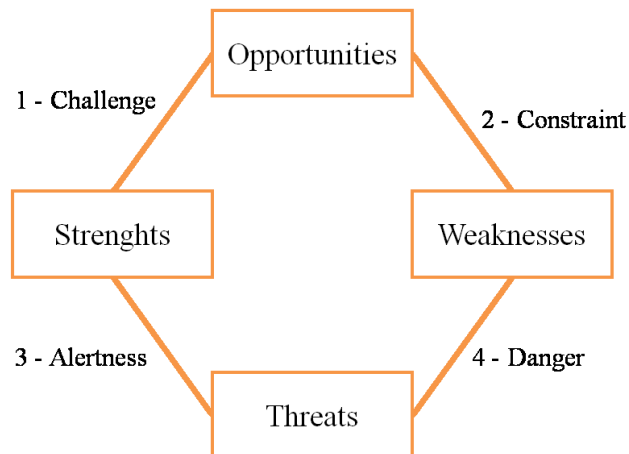 Opportunities
1 - Challenge
2 - Constraint
Strenghts
Weaknesses
3 - Alertness
4 - Danger
Threats